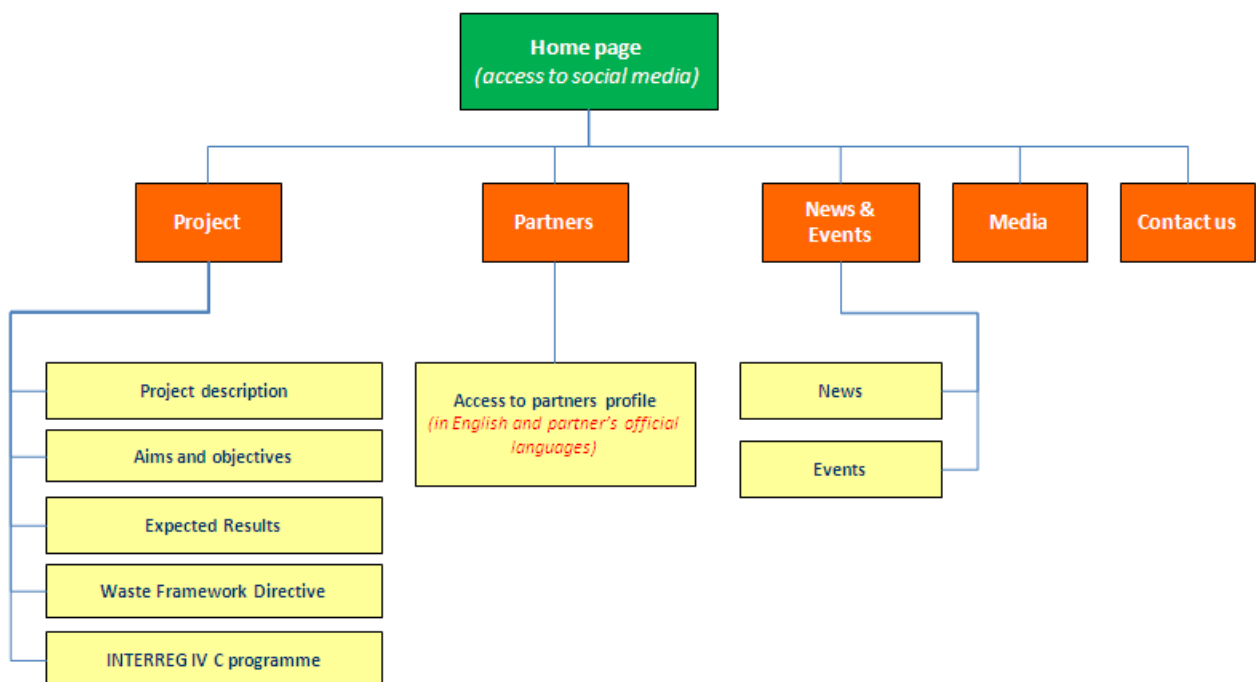 Home page
(access to social media)
Project
Partners
News &
Events
Media
Contact us
Project description
Aims and objectives
Expected Results
Waste Framework Directive
INTERREG IV C programme
Access to partners profile
(in English and partner's official
languages)
News
Events